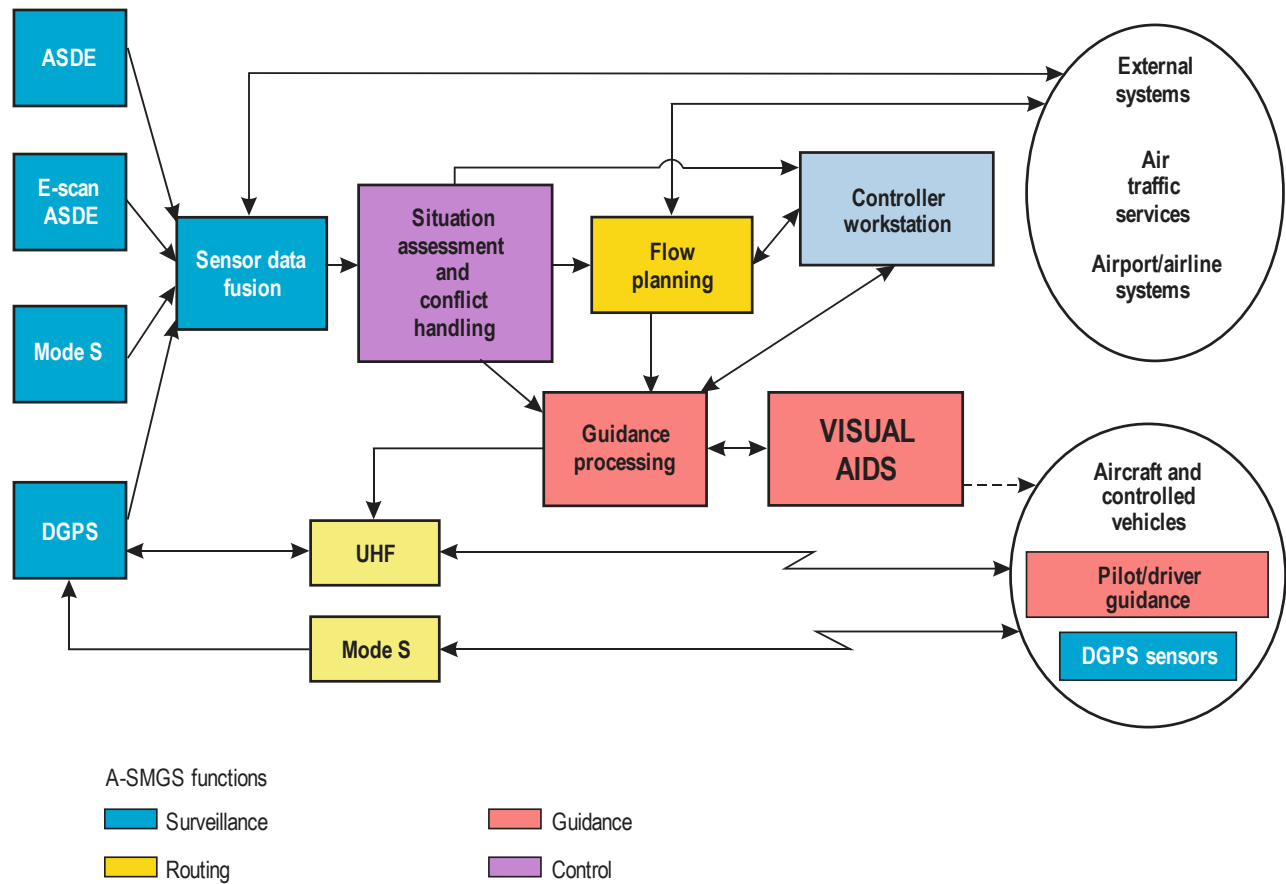 ASDE
E-scan
ASDE
Mode S
DGPS
Sensor data
fusion
Situation
assessment
and
conflict
handling
Flow
planning
Controller
workstation
External
systems
Air
traffic
services
Airport/airline
systems
Guidance
processing
VISUAL
AIDS
UHF
Mode S
Aircraft and
controlled
vehicles
Pilot/driver
guidance
DGPS sensors
A-SMGS functions
Surveillance
Routing
Guidance
Control